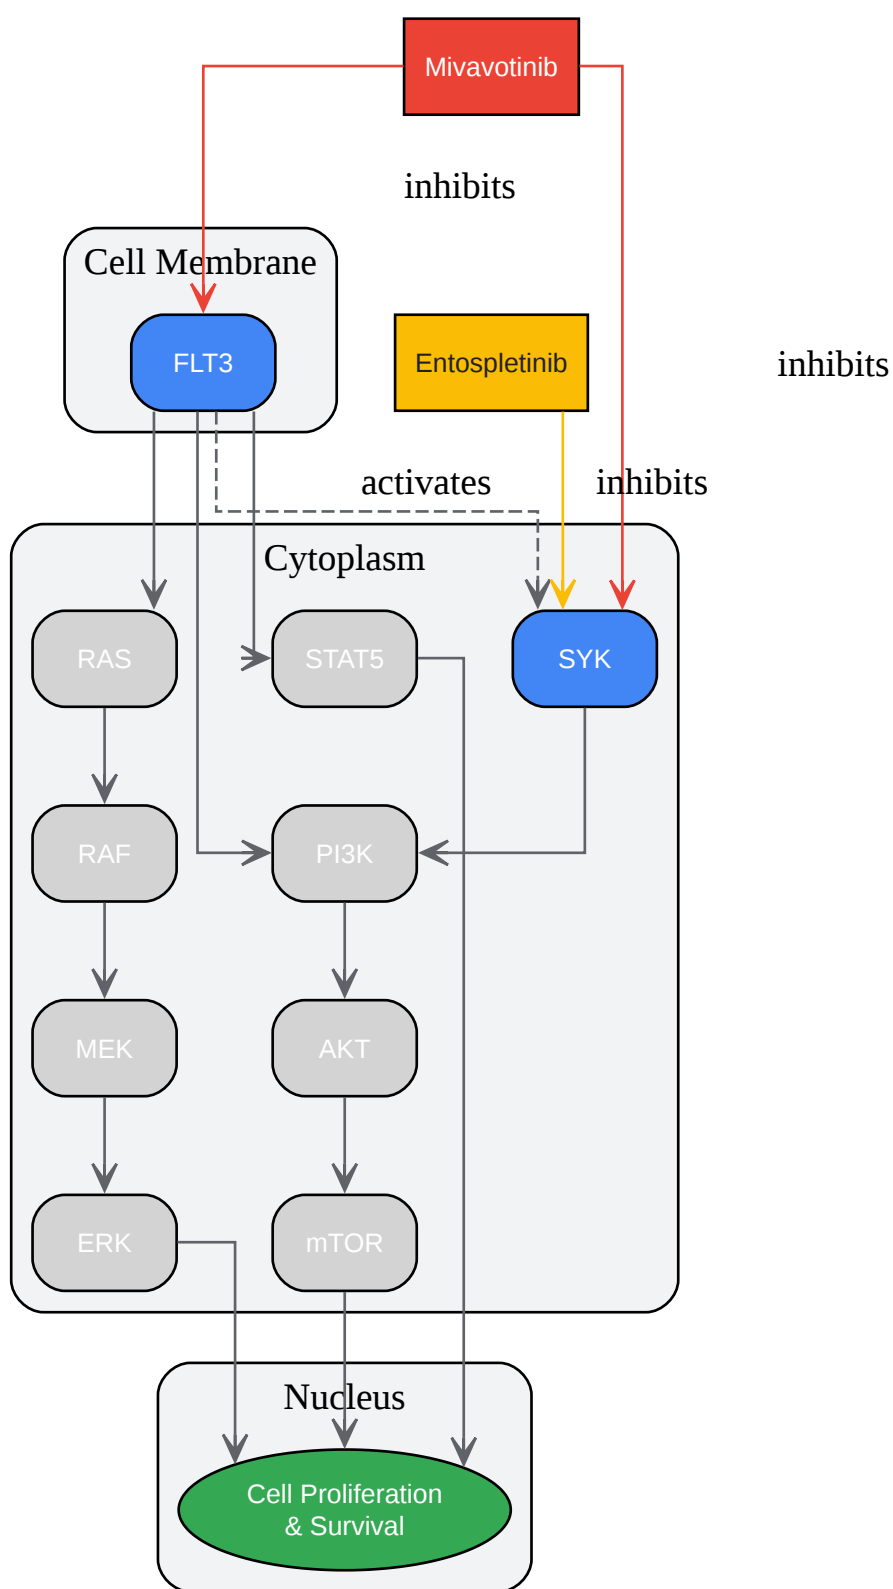 Mivavotinib
inhibits
Cell Membrane
FLT3
Entospletinib
inhibits
activates
inhibits
Cytoplasm
RAS
STAT5
SYK
RAF
PI3K
MEK
AKT
ERK
mTOR
Nucleus
Cell Proliferation
& Survival